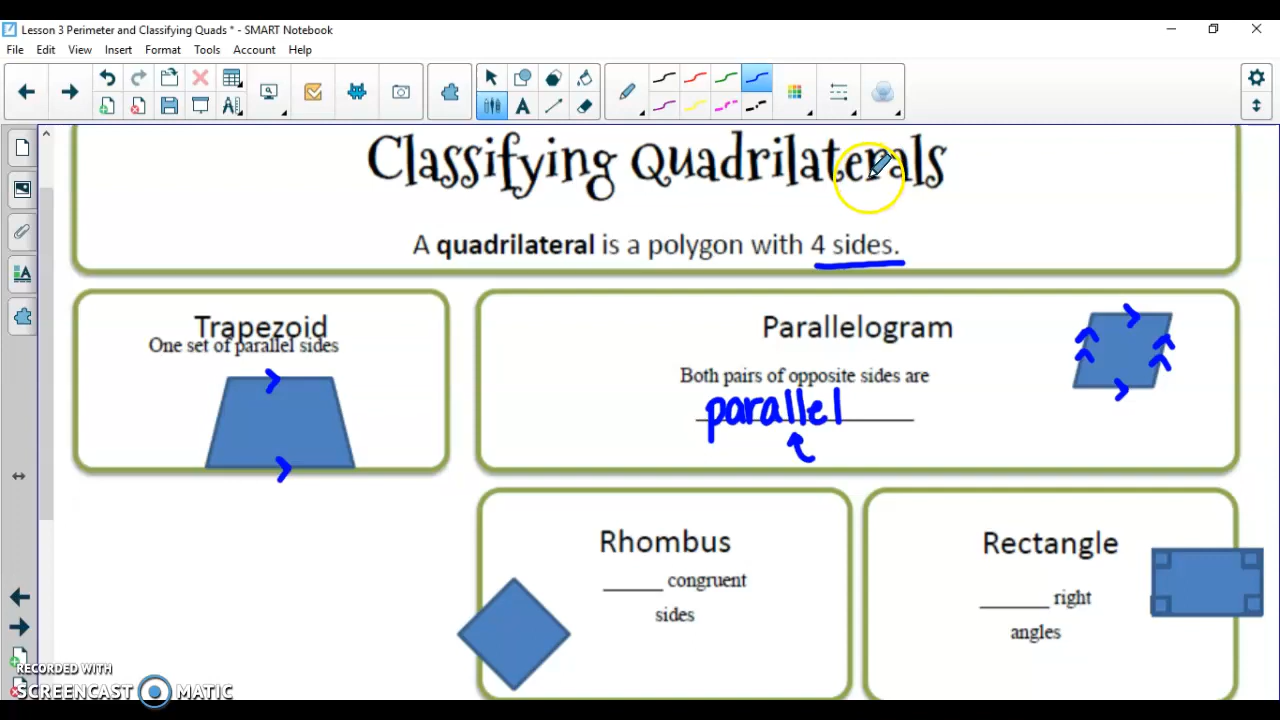 Lesson 3 Perimeter and Classifying Quads * - SMART Notebook
File Edit View Insert Format Tools Account Help
Classifying Quadrilaterals
A quadrilateral is a polygon with 4 sides.
Trapezoid
One set of parallel sides
Parallelogram
Both pairs of opposite sides are
parallel
Rhombus
______ congruent
sides
Rectangle
_______ right
angles
RECORDED WITH
SCREENCAST MATIC